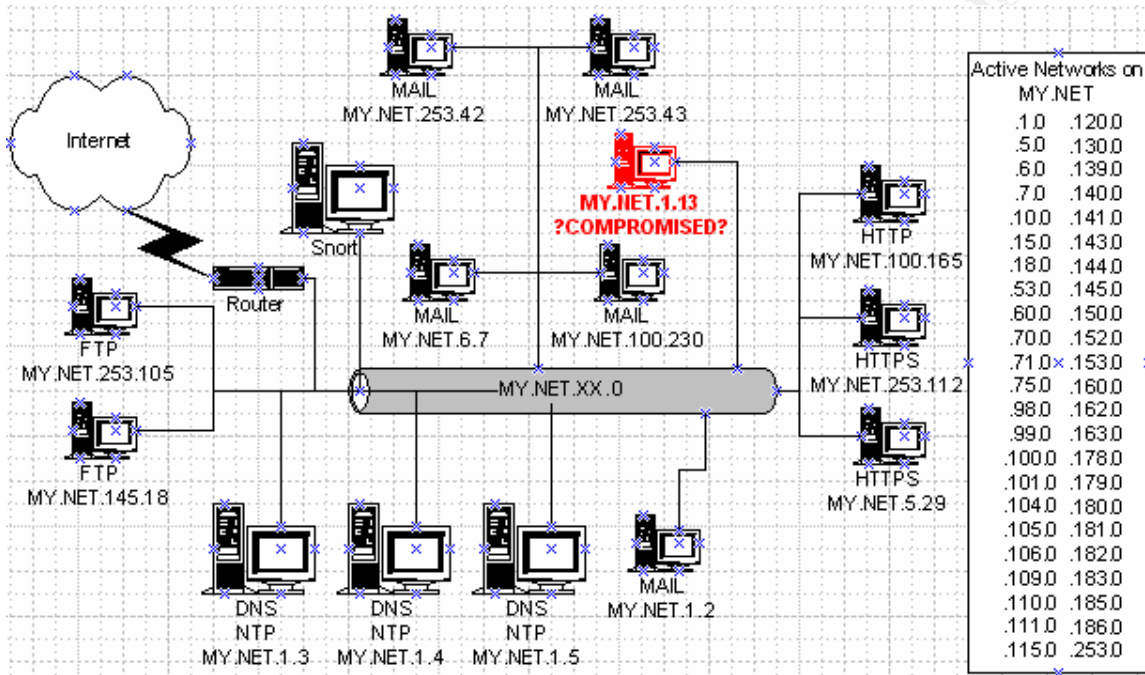 MAIL
MY.NET.253.42
MAIL
MY.NET.253.43
Internet
Snort
MY.NET.1.13
?COMPROMISED?
HTTP
MY.NET.100.165
Router
MAIL
MY.NET.6.7
MAIL
MY.NET.100.230
FTP
MY.NET.253.105
HTTPS
MY.NET.253.112
MY.NET.XX.0
FTP
MY.NET.145.18
HTTPS
MY.NET.5.29
DNS
NTP
MY.NET.1.3
DNS
NTP
MY.NET.1.4
DNS
NTP
MY.NET.1.5
MAIL
MY.NET.1.2
Active Networks on
MY.NET
.1.0 .120.0
.5.0 .130.0
.6.0 .139.0
.7.0 .140.0
.10.0 .141.0
.15.0 .143.0
.18.0 .144.0
.53.0 .145.0
.60.0 .150.0
.70.0 .152.0
.71.0 .153.0
.75.0 .160.0
.98.0 .162.0
.99.0 .163.0
.100.0 .178.0
.101.0 .179.0
.104.0 .180.0
.105.0 .181.0
.106.0 .182.0
.109.0 .183.0
.110.0 .185.0
.111.0 .186.0
.115.0 .253.0